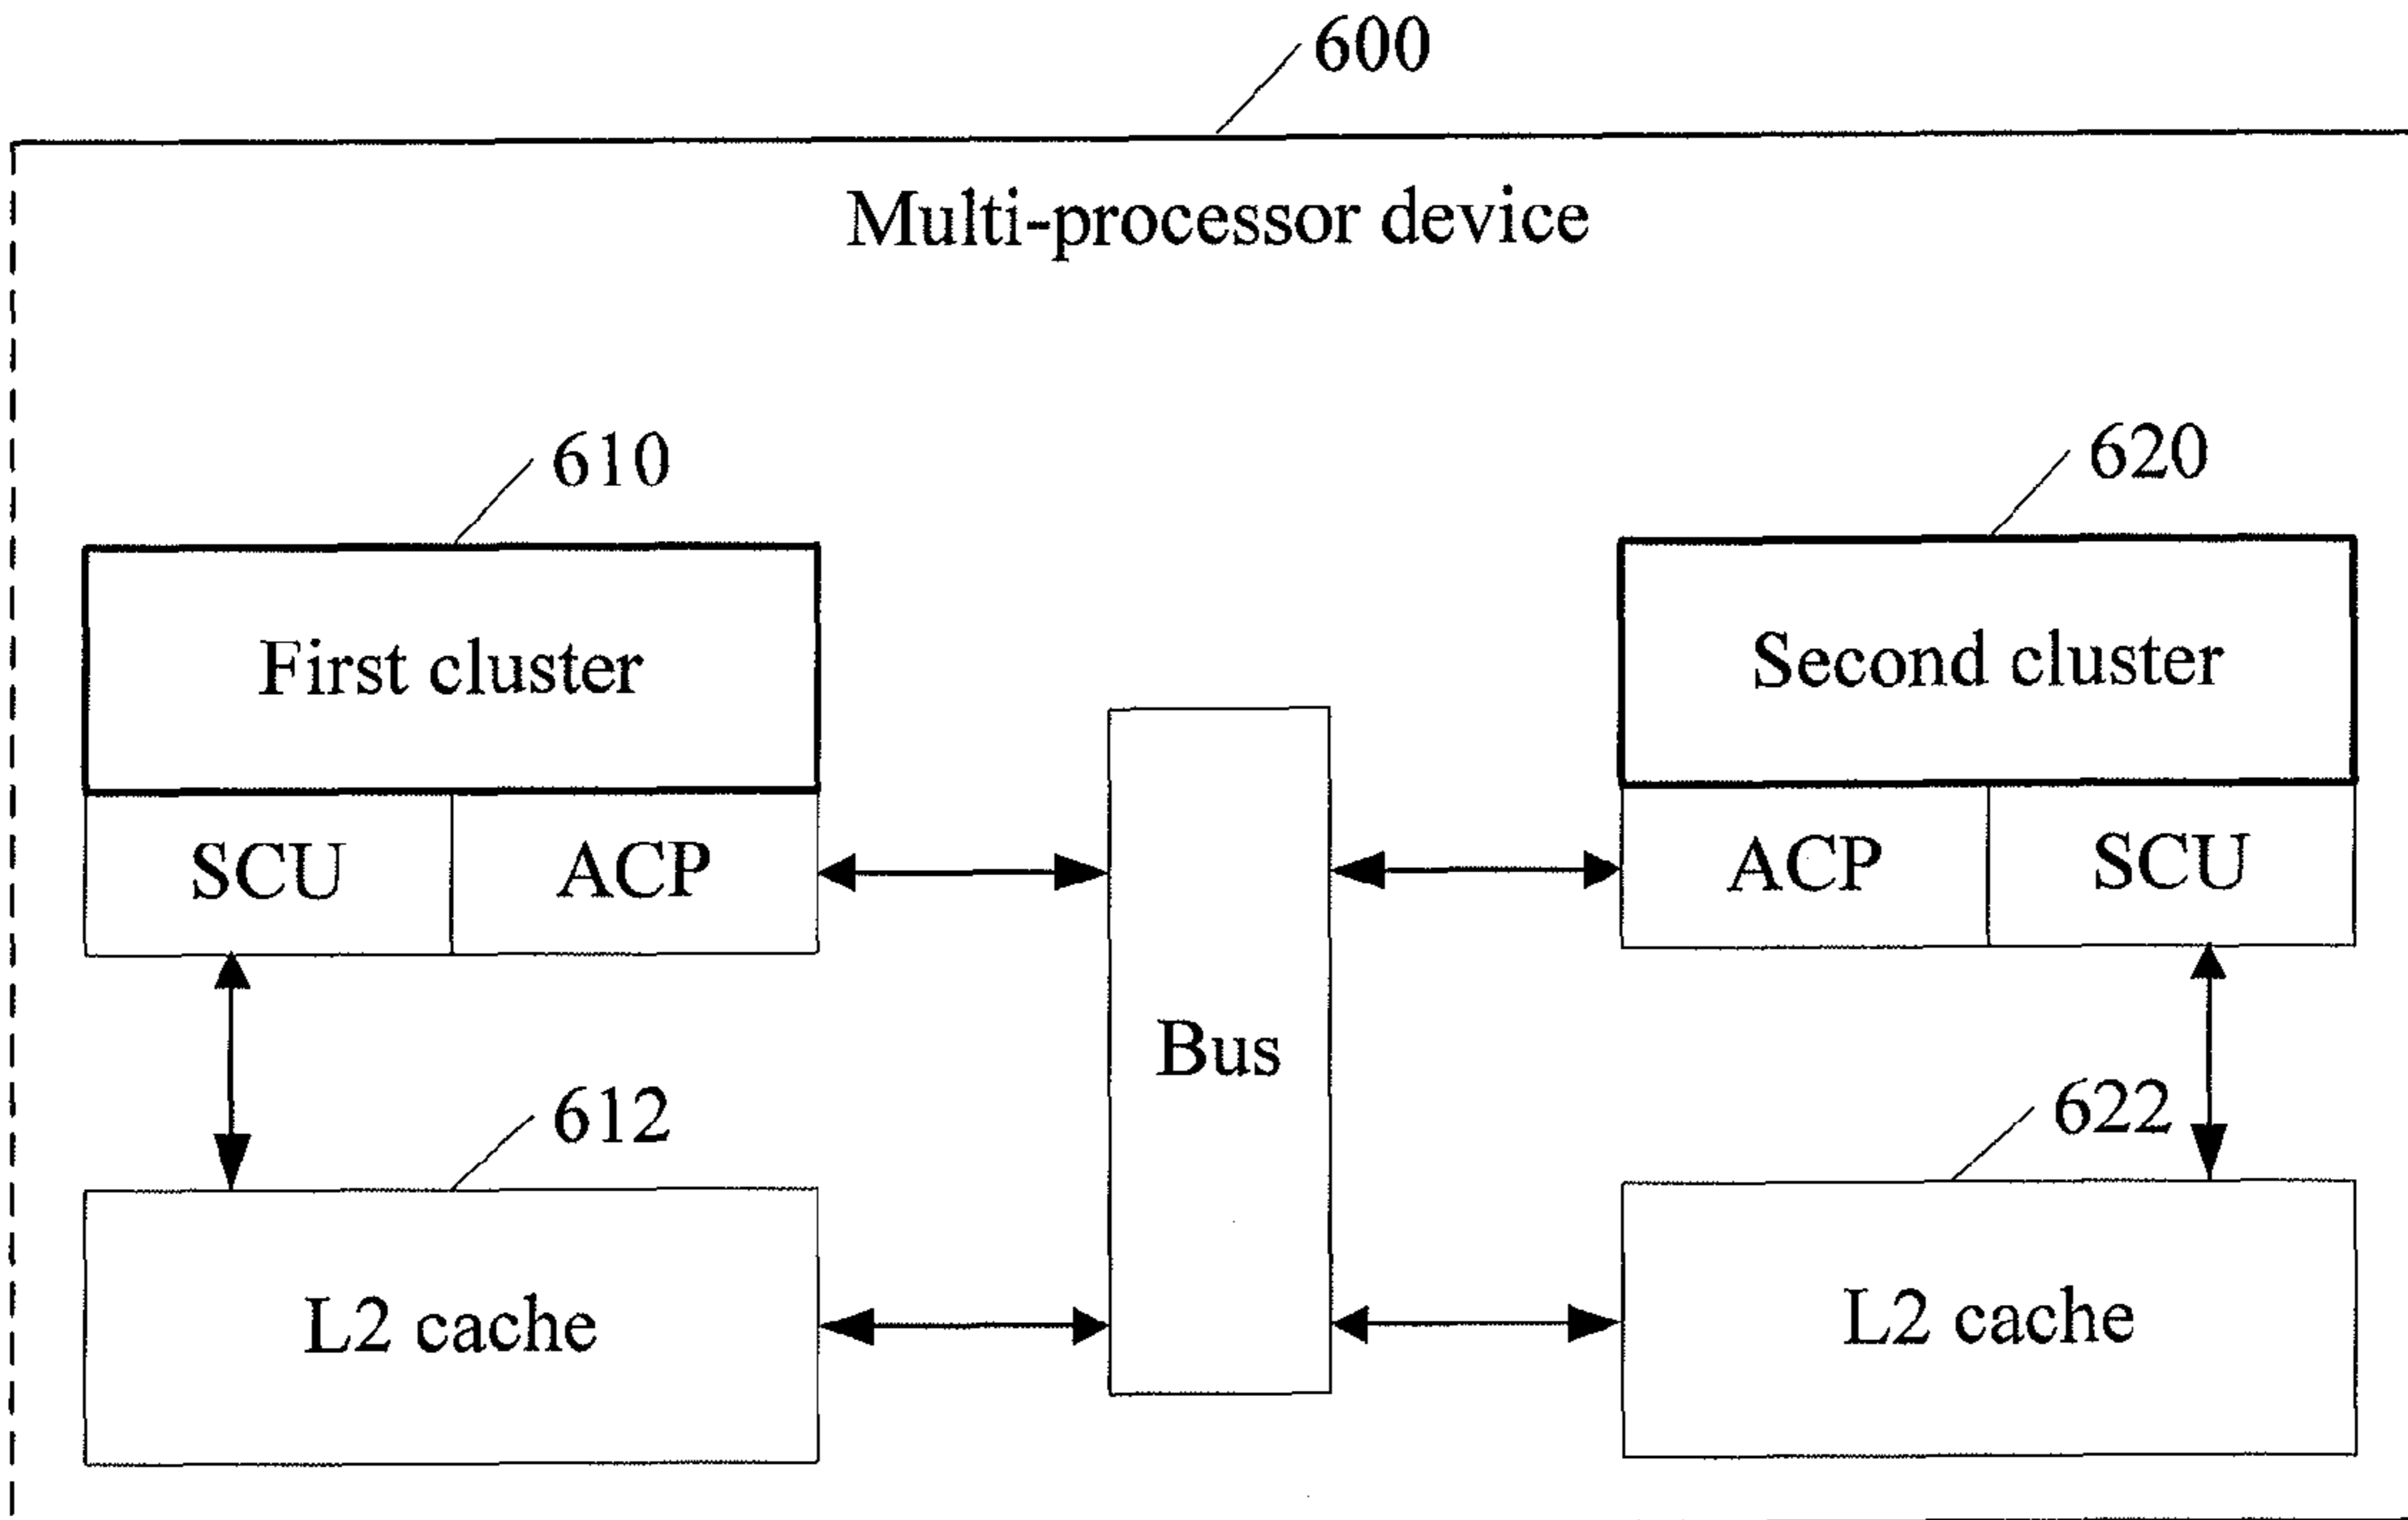 600
Multi-processor device
610
620
First cluster
Second cluster
SCU
ACP
ACP
SCU
Bus
612
622
L2 cache
L2 cache